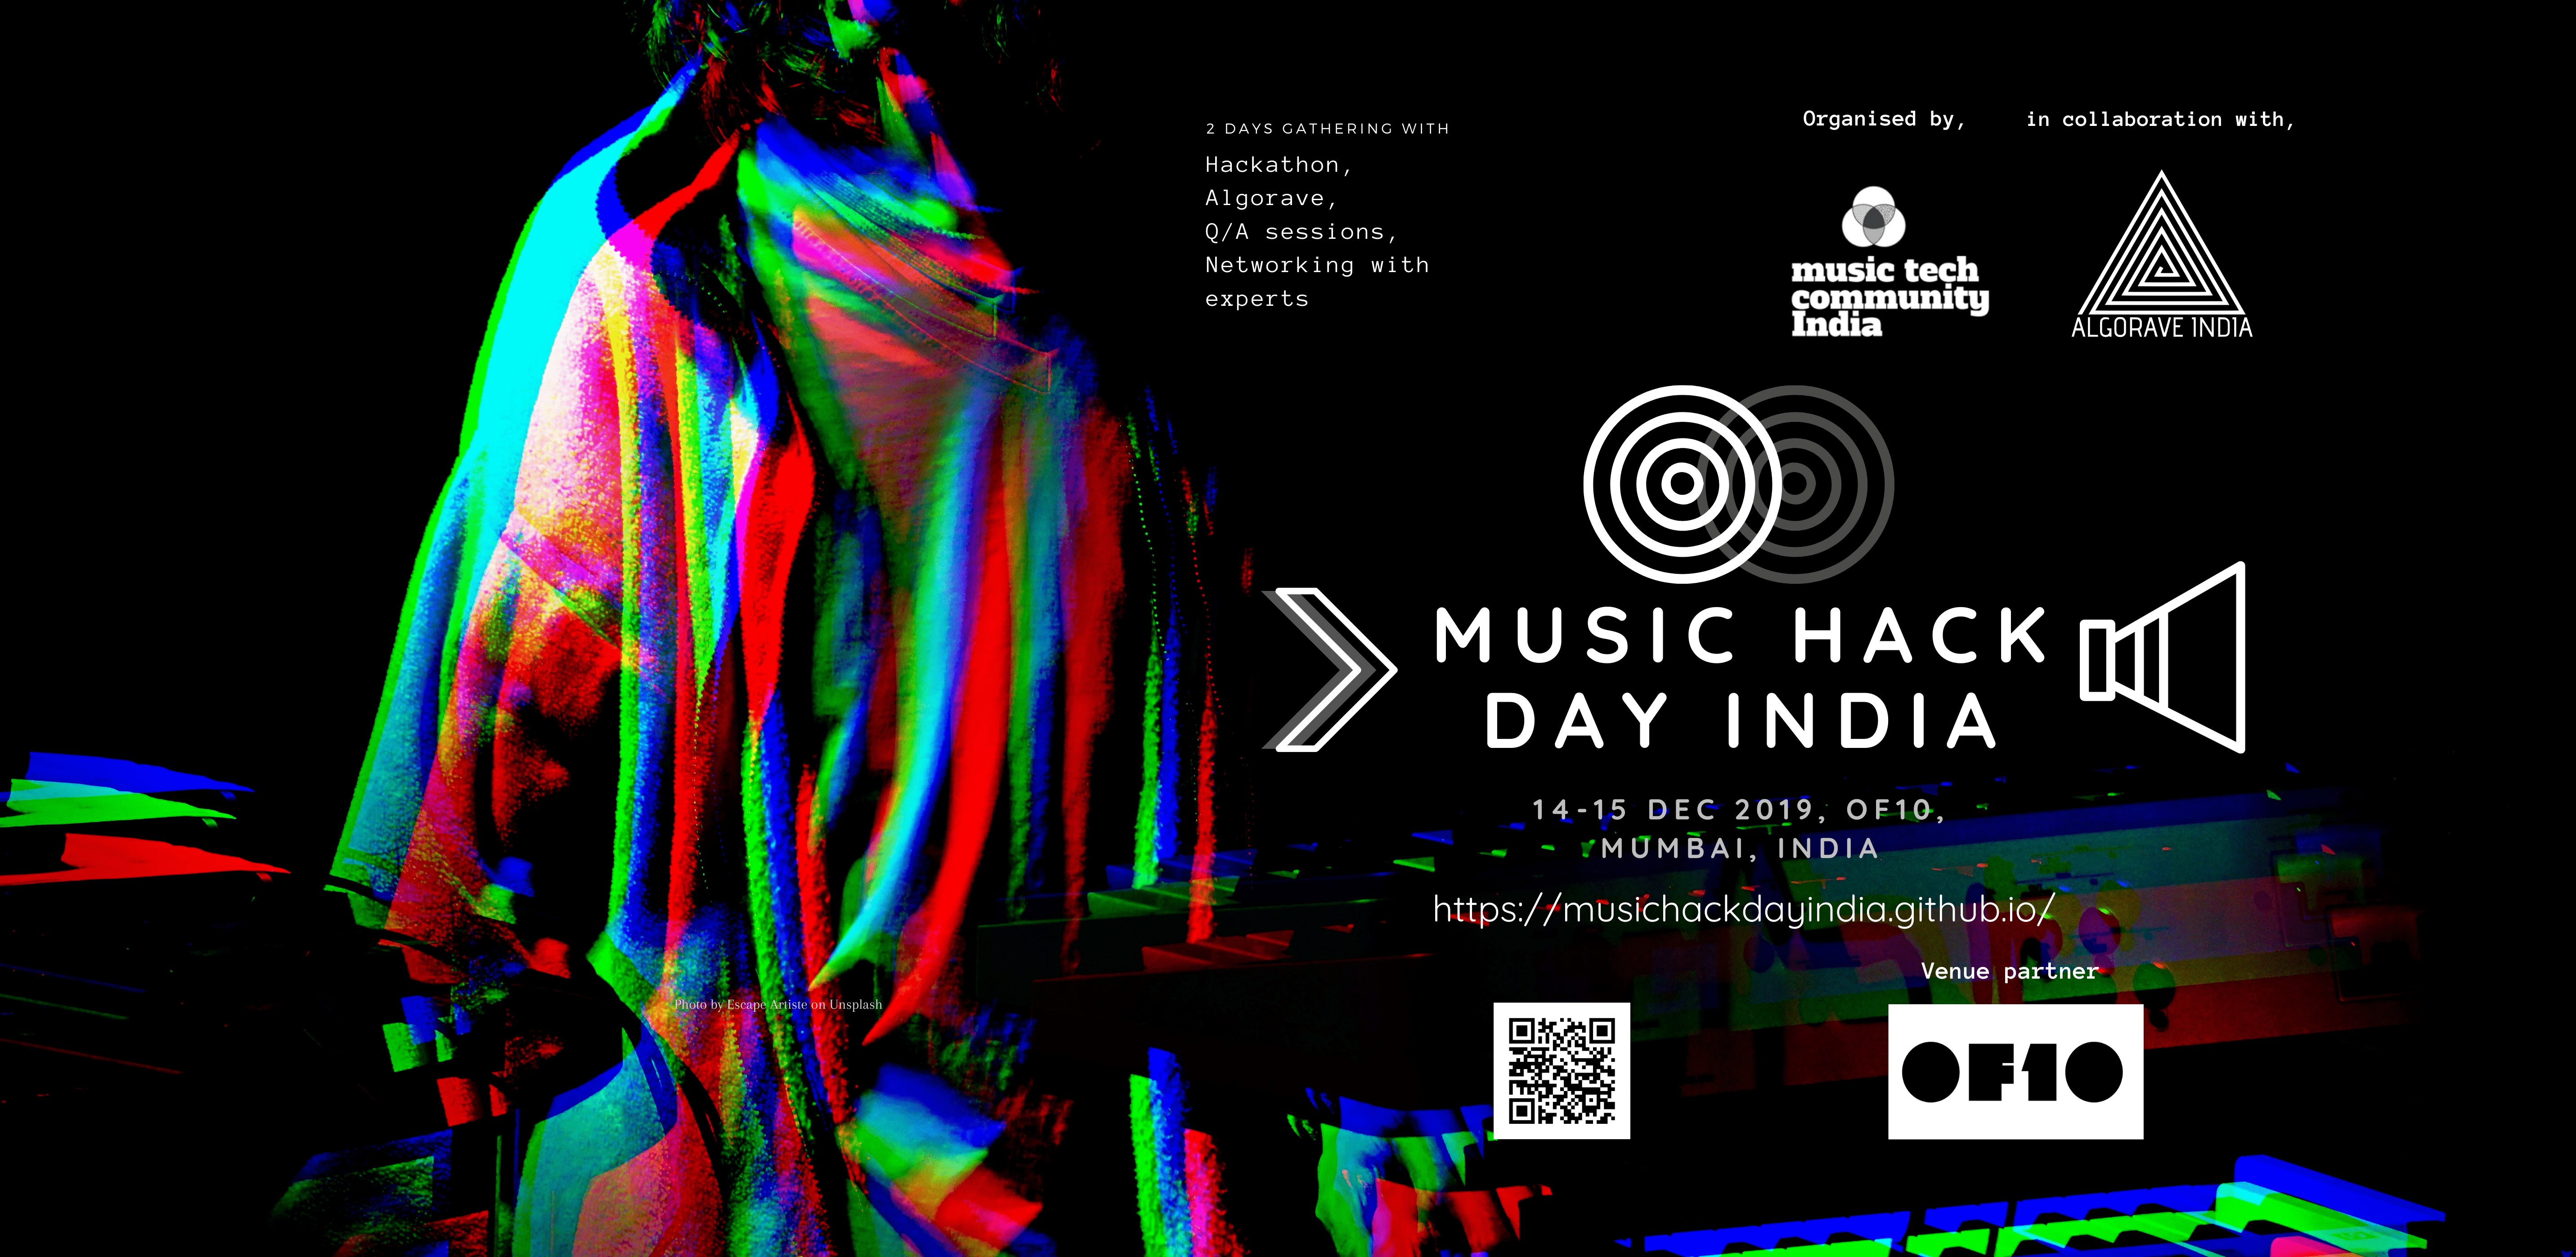 2 DAYS GATHERING WITH
Hackathon,
Algorave,
Q/A sessions,
Networking with
experts
Organised by,
music tech
community
India
in collaboration with,
ALGORAVE INDIA
MUSIC HACK
DAY INDIA
14-15 DEC 2019, OF10,
MUMBAI, INDIA
https://musichackdayindia.github.io/
Venue partner
OF10
Photo by Escape Artiste on Unsplash